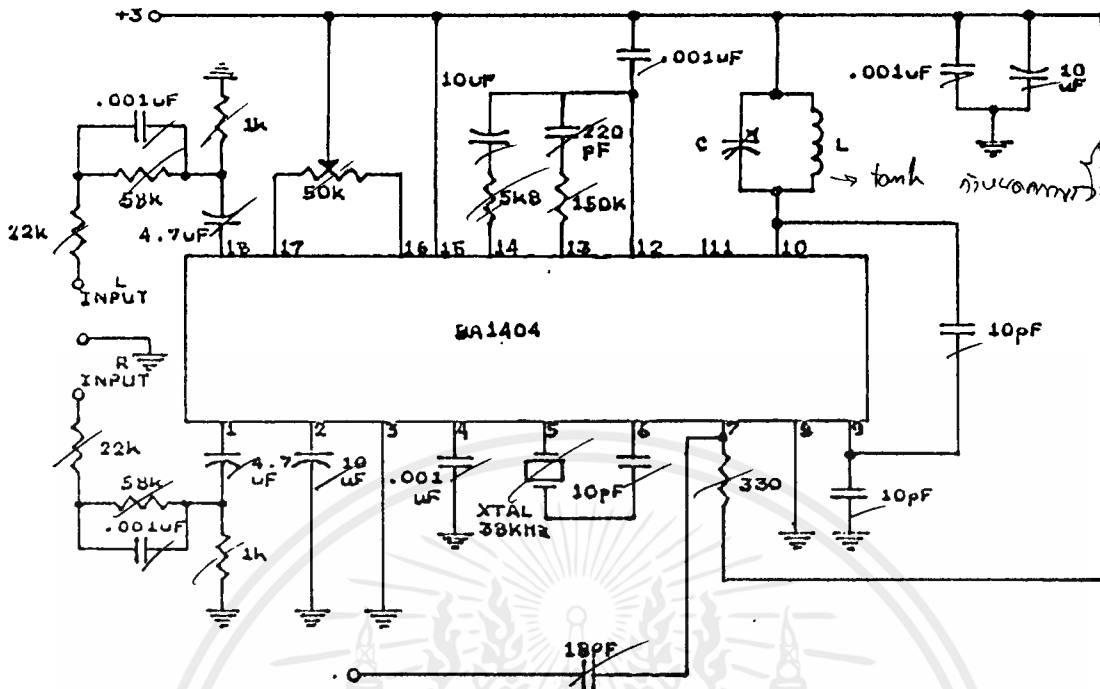 +3
.001uF
1k
58k
22k
4.7uF
L
INPUT
R
INPUT
50k
10uF
5k8
220
pF
150k
.001uF
C
L
→ tank
.001uF
10
uF
18
17
16
15
14
13
12
11
10
BA1404
10pF
1
2
3
4
5
6
7
8
9
22k
58k
.001uF
4.7
uF
1k
10
uF
.001
uF
XTAL
38KHz
10pF
330
10pF
18PF